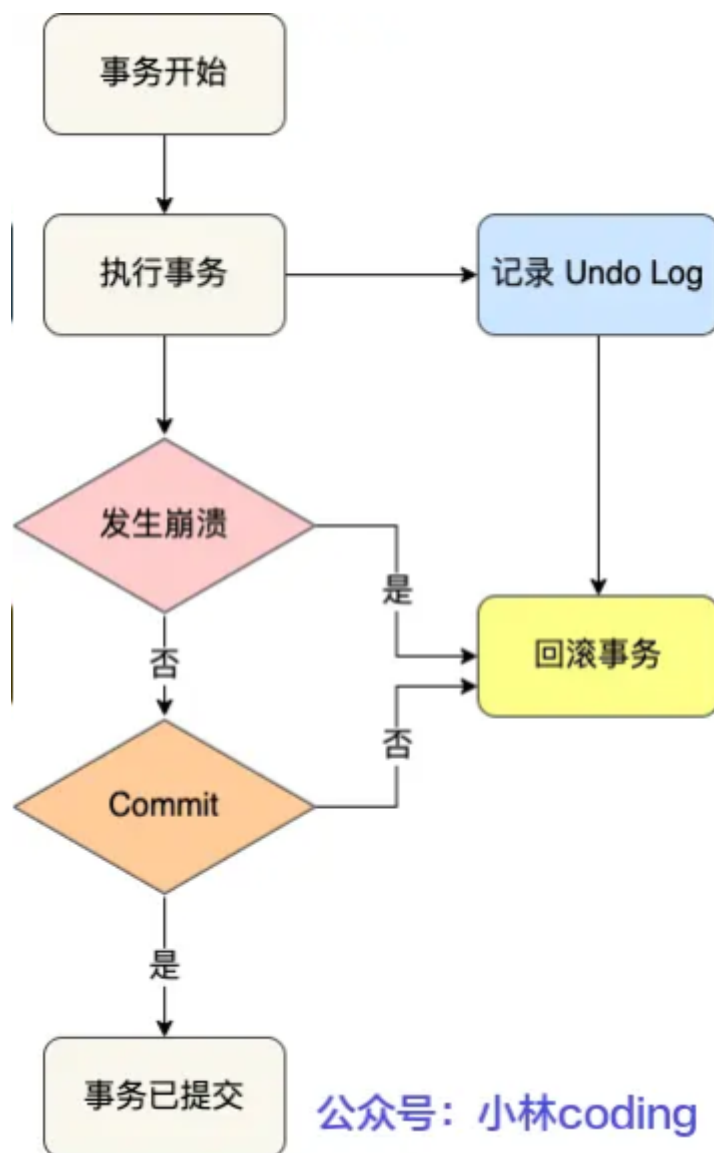 事务开始
执行事务
记录 Undo Log
发生崩溃
是
否
回滚事务
否
Commit
是
事务已提交
公众号：小林coding